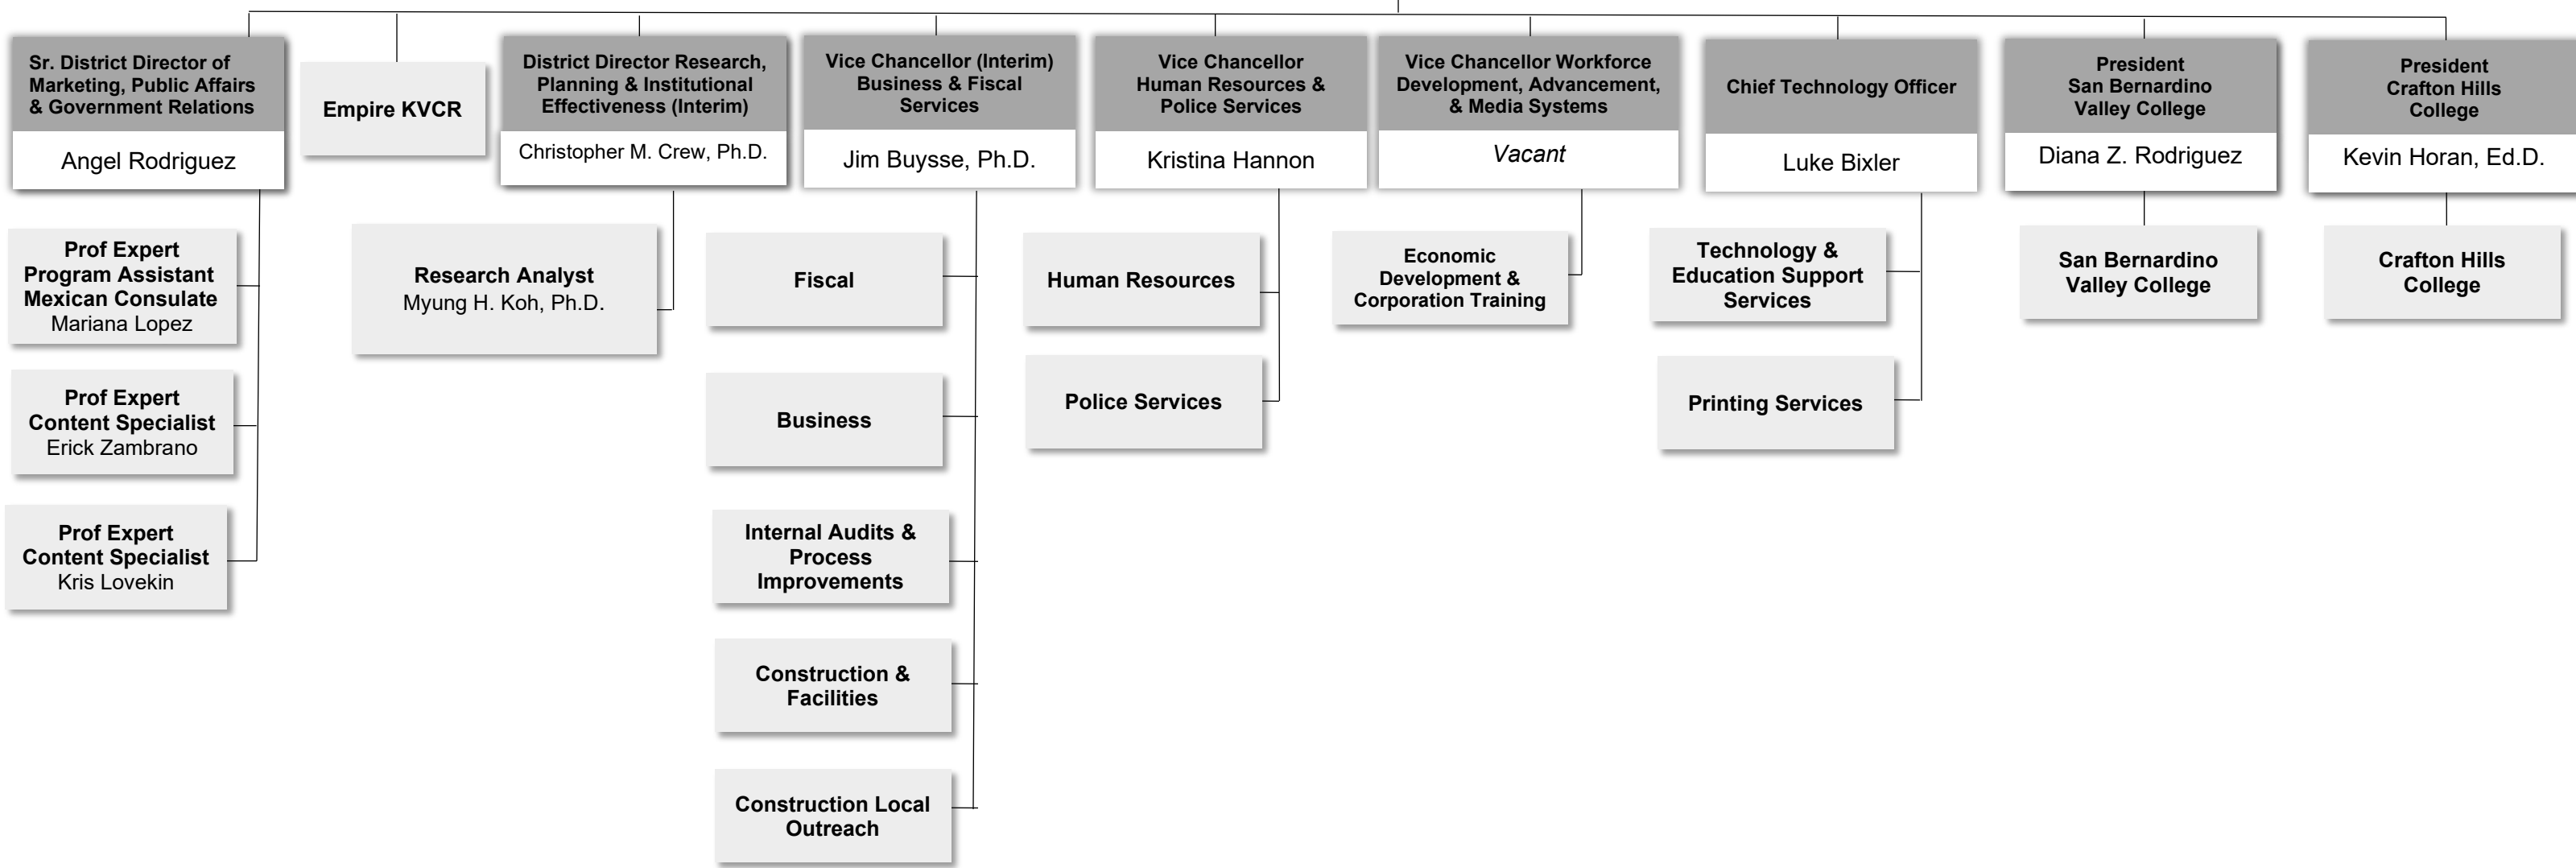 Sr. District Director of
Marketing, Public Affairs
& Government Relations
Angel Rodriguez
Prof Expert
Program Assistant
Mexican Consulate
Mariana Lopez
Prof Expert
Content Specialist
Erick Zambrano
Prof Expert
Content Specialist
Kris Lovekin
Empire KVCR
District Director Research,
Planning & Institutional
Effectiveness (Interim)
Christopher M. Crew, Ph.D.
Research Analyst
Myung H. Koh, Ph.D.
Vice Chancellor (Interim)
Business & Fiscal
Services
Jim Buysse, Ph.D.
Fiscal
Business
Internal Audits &
Process
Improvements
Construction &
Facilities
Construction Local
Outreach
Vice Chancellor
Human Resources &
Police Services
Kristina Hannon
Human Resources
Police Services
Vice Chancellor Workforce
Development, Advancement,
& Media Systems
Vacant
Economic
Development &
Corporation Training
Chief Technology Officer
Luke Bixler
Technology &
Education Support
Services
Printing Services
President
San Bernardino
Valley College
Diana Z. Rodriguez
San Bernardino
Valley College
President
Crafton Hills
College
Kevin Horan, Ed.D.
Crafton Hills
College